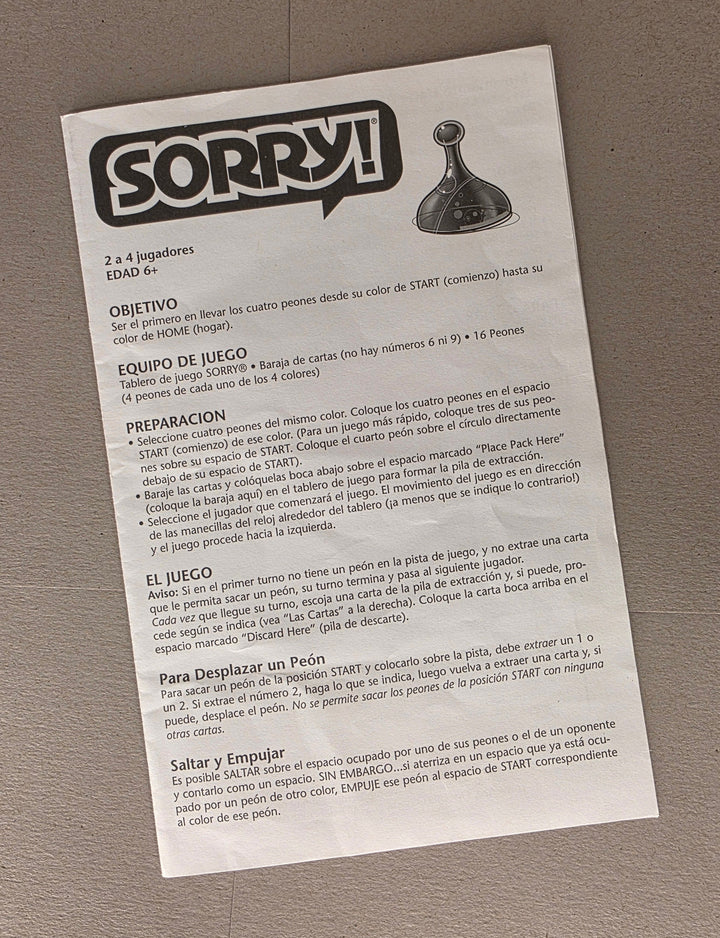 SORRY!®
2 a 4 jugadores
EDAD 6+
OBJETIVO
Ser el primero en llevar los cuatro peones desde su color de START (comienzo) hasta su
color de HOME (hogar).
EQUIPO DE JUEGO
Tablero de juego SORRY® • Baraja de cartas (no hay números 6 ni 9) • 16 Peones
(4 peones de cada uno de los 4 colores)
PREPARACION
• Seleccione cuatro peones del mismo color. Coloque los cuatro peones en el espacio
START (comienzo) de ese color. (Para un juego más rápido, coloque tres de sus peo-
nes sobre su espacio de START. Coloque el cuarto peón sobre el círculo directamente
debajo de su espacio de START).
• Baraje las cartas y colóquelas boca abajo sobre el espacio marcado “Place Pack Here”
(coloque la baraja aquí) en el tablero de juego para formar la pila de extracción.
• Seleccione el jugador que comenzará el juego. El movimiento del juego es en dirección
de las manecillas del reloj alrededor del tablero (¡a menos que se indique lo contrario!)
y el juego procede hacia la izquierda.
EL JUEGO
Aviso: Si en el primer turno no tiene un peón en la pista de juego, y no extrae una carta
que le permita sacar un peón, su turno termina y pasa al siguiente jugador.
Cada vez que llegue su turno, escoja una carta de la pila de extracción y, si puede, pro-
cede según se indica (vea “Las Cartas” a la derecha). Coloque la carta boca arriba en el
espacio marcado “Discard Here” (pila de descarte).
Para Desplazar un Peón
Para sacar un peón de la posición START y colocarlo sobre la pista, debe extraer un 1 o
un 2. Si extrae el número 2, haga lo que se indica, luego vuelva a extraer una carta y, si
puede, desplace el peón. No se permite sacar los peones de la posición START con ninguna
otras cartas.
Saltar y Empujar
Es posible SALTAR sobre el espacio ocupado por uno de sus peones o el de un oponente
y contarlo como un espacio. SIN EMBARGO...si aterriza en un espacio que ya está ocu-
pado por un peón de otro color, EMPUJE ese peón al espacio de START correspondiente
al color de ese peón.